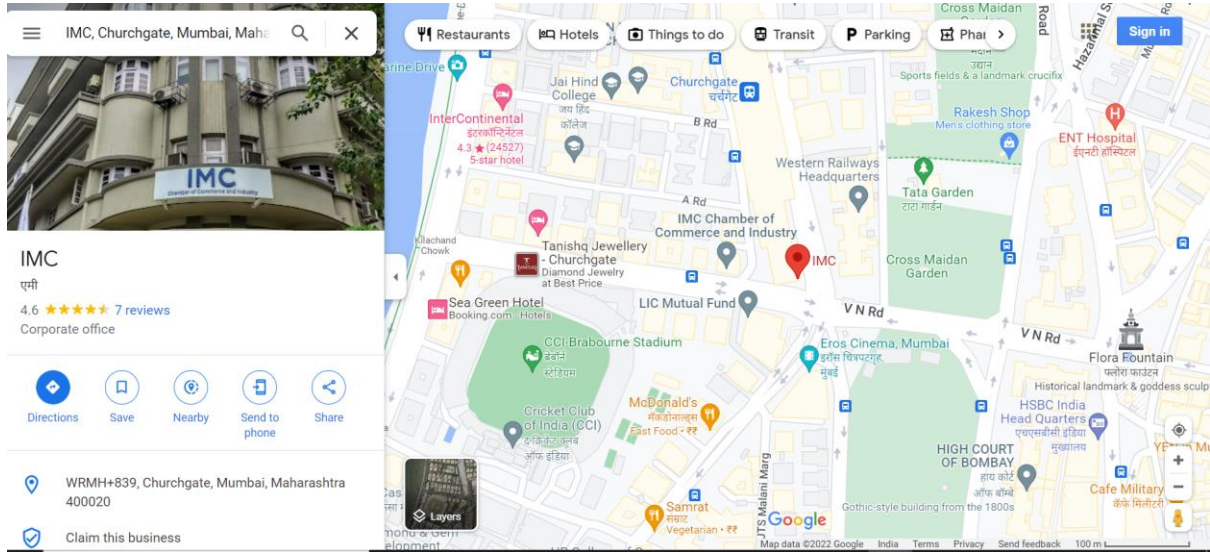 IMC, Churchgate, Mumbai, Maha
IMC
Chamber of Commerce and Industry
IMC
एमी
4.6
7 reviews
Corporate office
Directions
Save
Nearby
Send to
phone
Share
WRMH+839, Churchgate, Mumbai, Maharashtra
400020
Claim this business
Restaurants
Hotels
Things to do
Transit
P Parking
Phar
Sign in
arine Drive
Jai Hind
College
जय हिंद
कॉलेज
Churchgate
चर्चगेट
Cross Maidan
उद्यान
Sports fields & a landmark crucifix
Road
InterContinental
इंटरकॉन्टिनेंटल
4.3 ★ (24527)
5-star hotel
B Rd
Rakesh Shop
Men's clothing store
ENT Hospital
ईएनटी हॉस्पिटल
Western Railways
Headquarters
Tata Garden
टाटा गार्डन
A Rd
IMC Chamber of
Commerce and Industry
Kilachand
Chowk
Tanishq Jewellery
- Churchgate
Diamond Jewelry
at Best Price
IMC
Cross Maidan
Garden
Sea Green Hotel
Booking.com · Hotels
LIC Mutual Fund
V N Rd
V N Rd
CCI-Brabourne Stadium
स्टेडियम
Eros Cinema, Mumbai
इरॉस चित्रपटगृह,
मुंबई
Flora Fountain
फ्लोरा फाउंटन
Historical landmark & goddess sculp
McDonald's
मॅकडोनाल्ड्स
Fast Food • ₹₹
Cricket Club
of India (CCI)
द क्रिकेट क्लब
ऑफ इंडिया
HSBC India
Head Quarters
एचएसबीसी इंडिया
मुख्यालय
HIGH COURT
OF BOMBAY
हाय कोर्ट
ऑफ बॉम्बे
Gothic-style building from the 1800s
Cafe Military
कॅफे मिलीटरी
JTS Malani Marg
Samrat
सम्राट
Vegetarian • ₹₹
Layers
Google
Map data ©2022 Google
India
Terms
Privacy
Send feedback
100 m